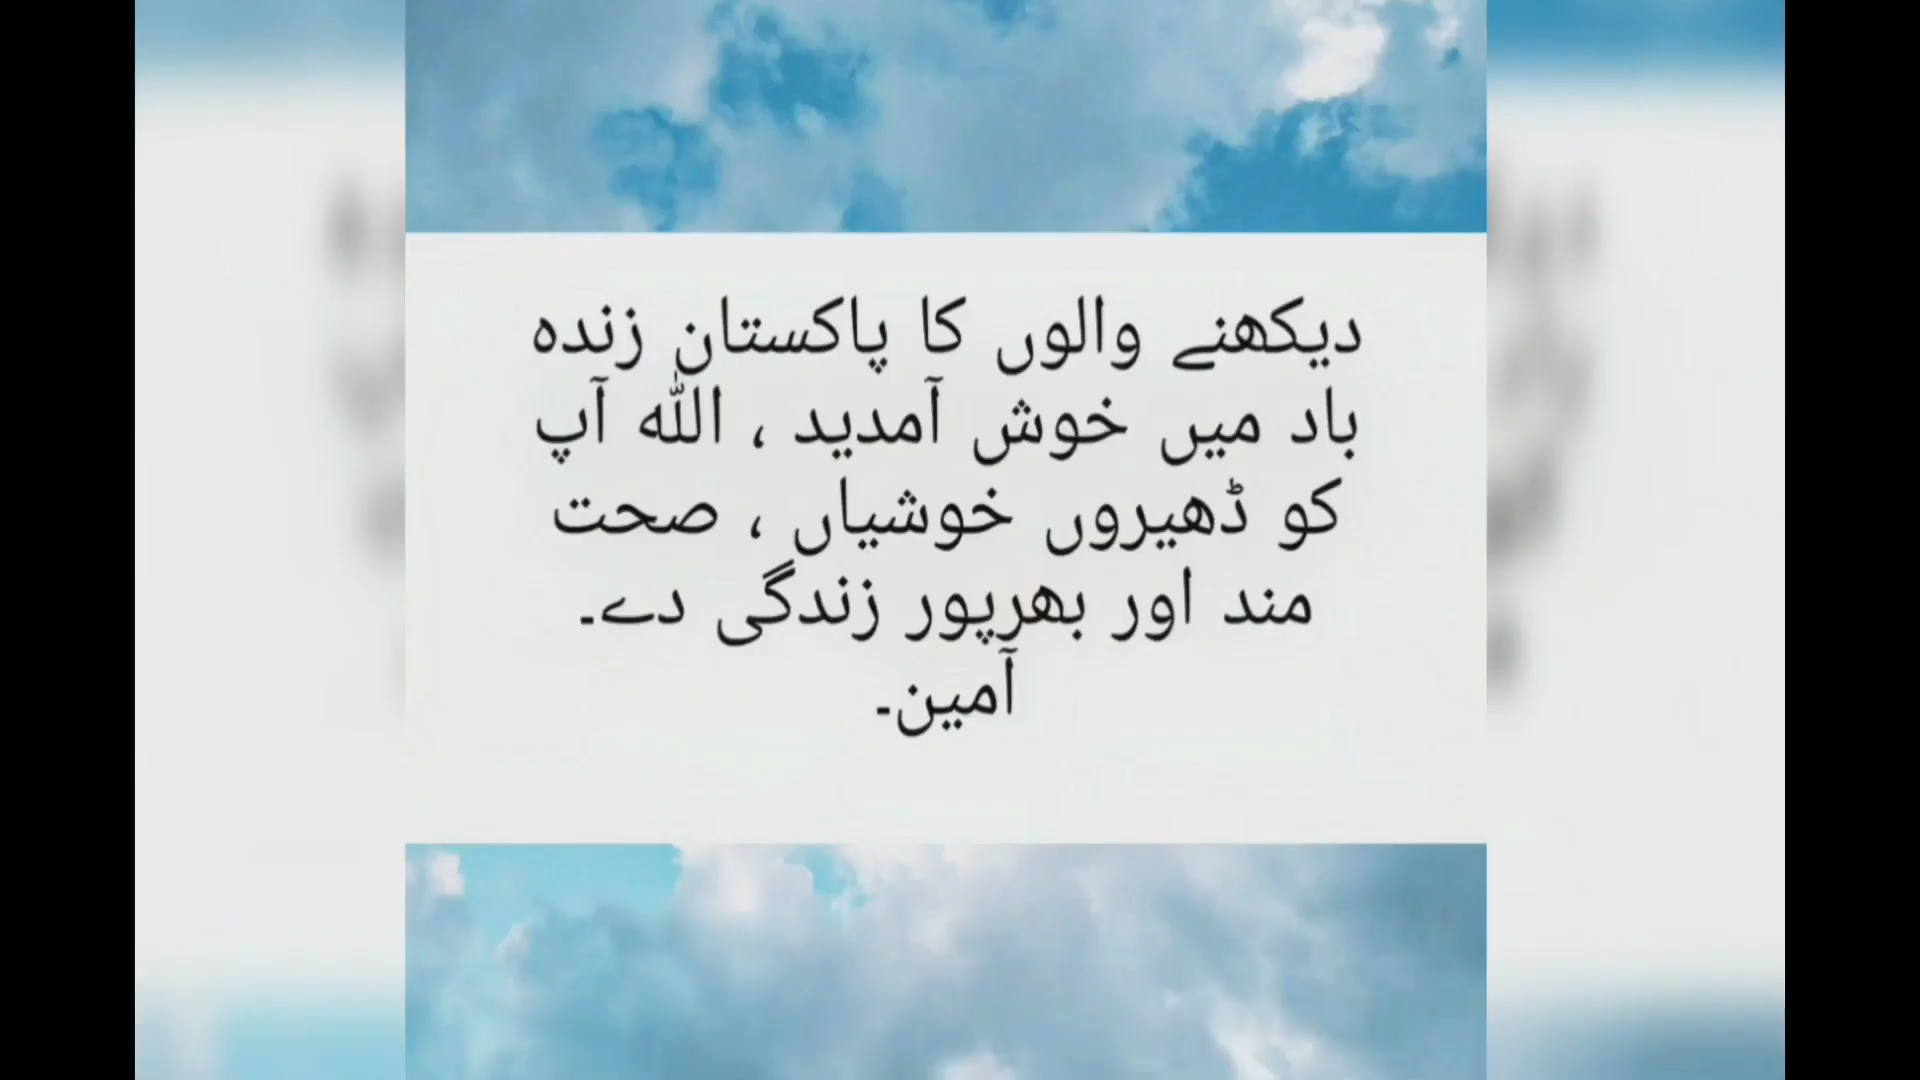 دیکھنے والوں کا پاکستان زندہ
باد میں خوش آمدید ، اللہ آپ
کو ڈھیروں خوشیاں ، صحت
مند اور بھرپور زندگی دے۔
آمین۔